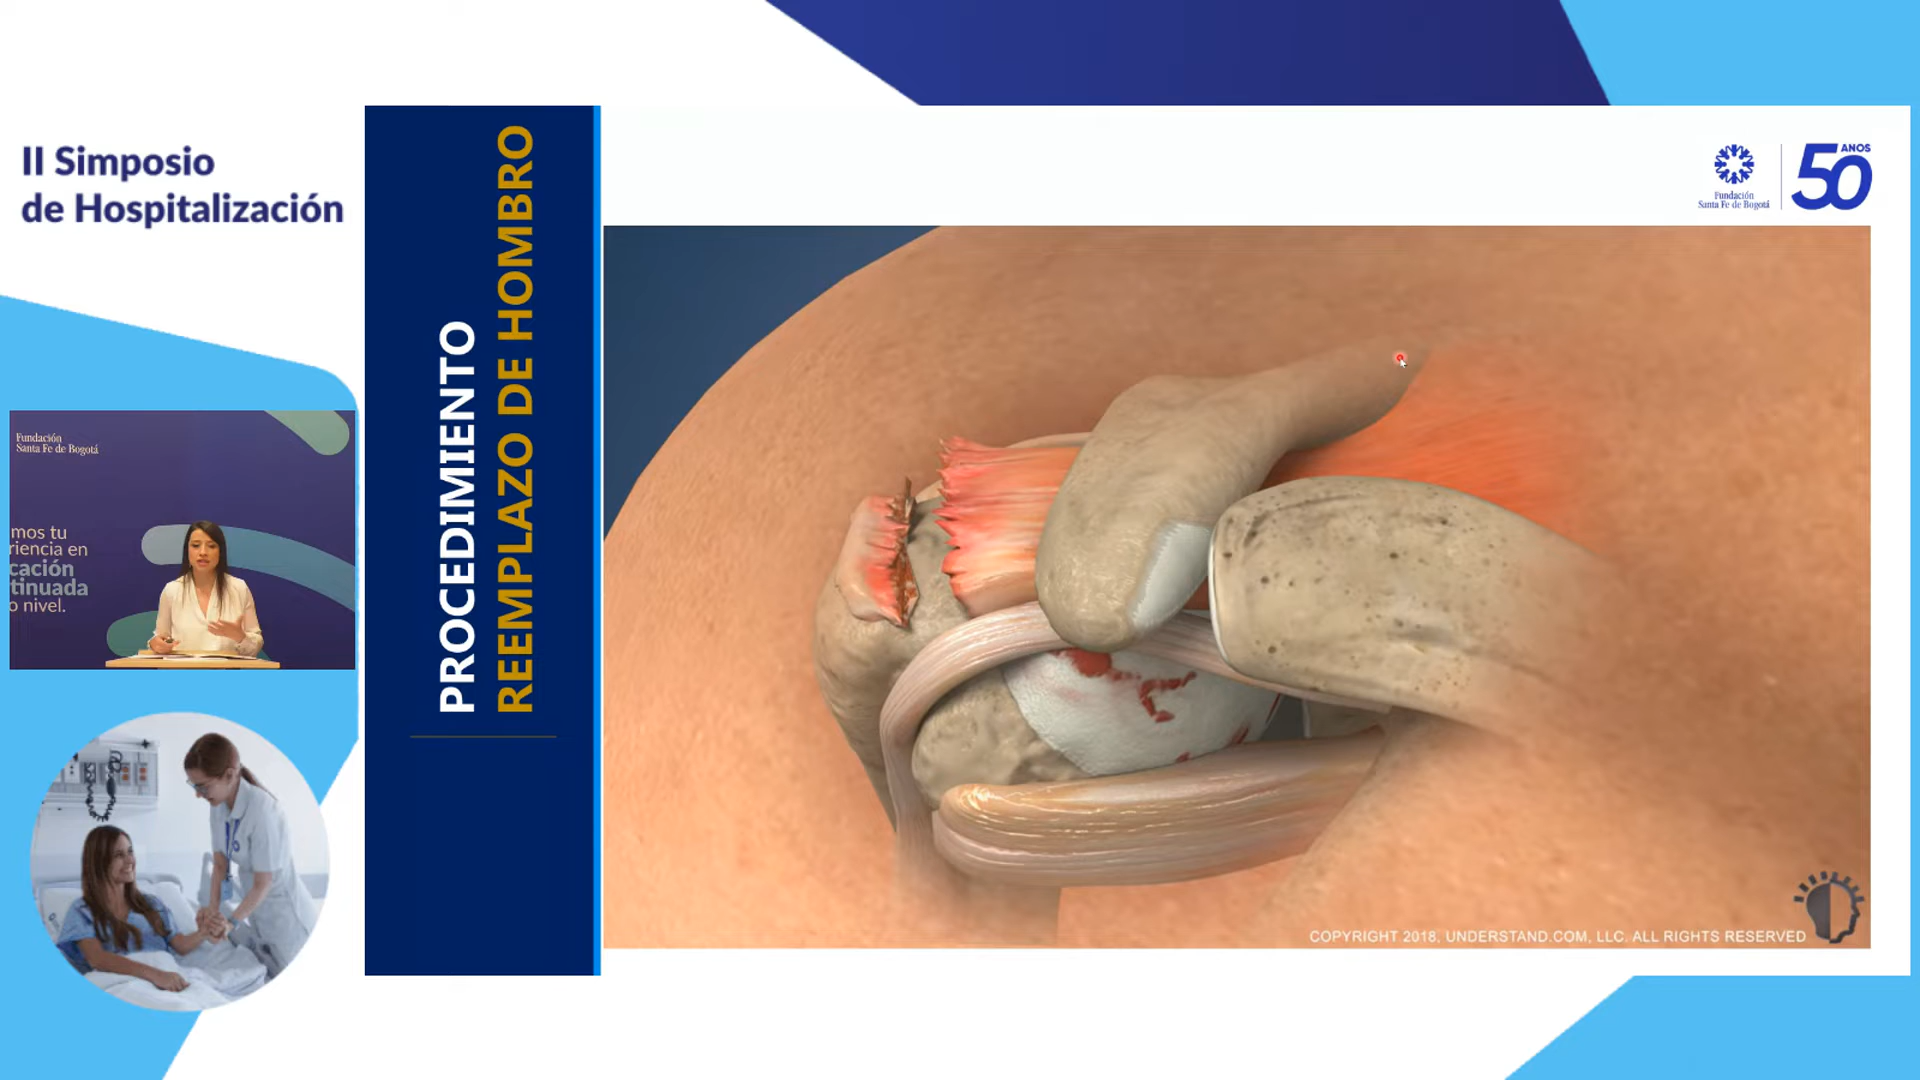 II Simposio
de Hospitalización
Fundación
Santa Fe de Bogotá
mos tu
riencia en
cación
tinuada
o nivel.
PROCEDIMIENTO
REEMPLAZO DE HOMBRO
Fundación
Santa Fe de Bogotá
50
AÑOS
COPYRIGHT 2018, UNDERSTAND.COM, LLC. ALL RIGHTS RESERVED